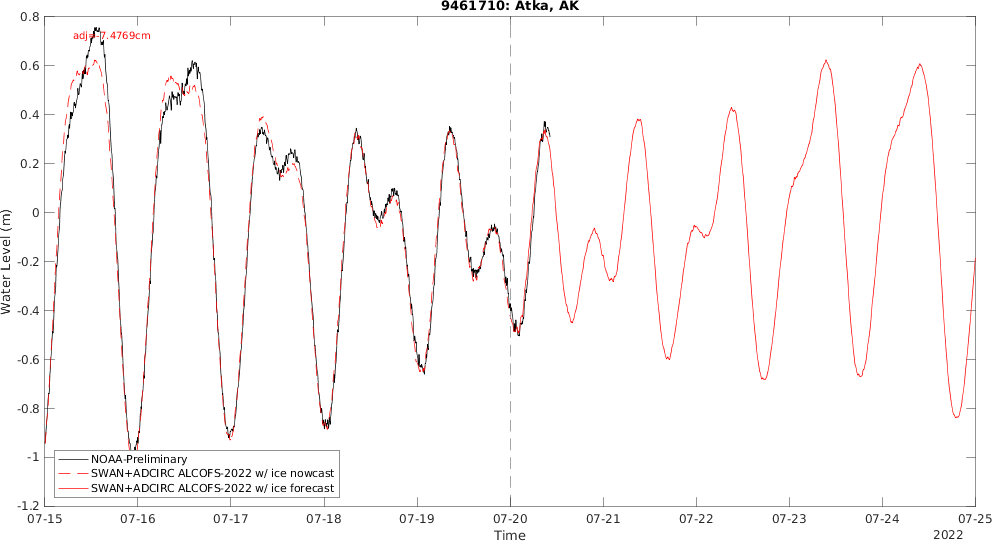 9461710: Atka, AK
adj=-7.4769cm
Water Level (m)
0.8
0.6
0.4
0.2
0
-0.2
-0.4
-0.6
-0.8
-1
-1.2
NOAA-Preliminary
SWAN+ADCIRC ALCOFS-2022 w/ ice nowcast
SWAN+ADCIRC ALCOFS-2022 w/ ice forecast
07-15 07-16 07-17 07-18 07-19 07-20 07-21 07-22 07-23 07-24 07-25
Time
2022